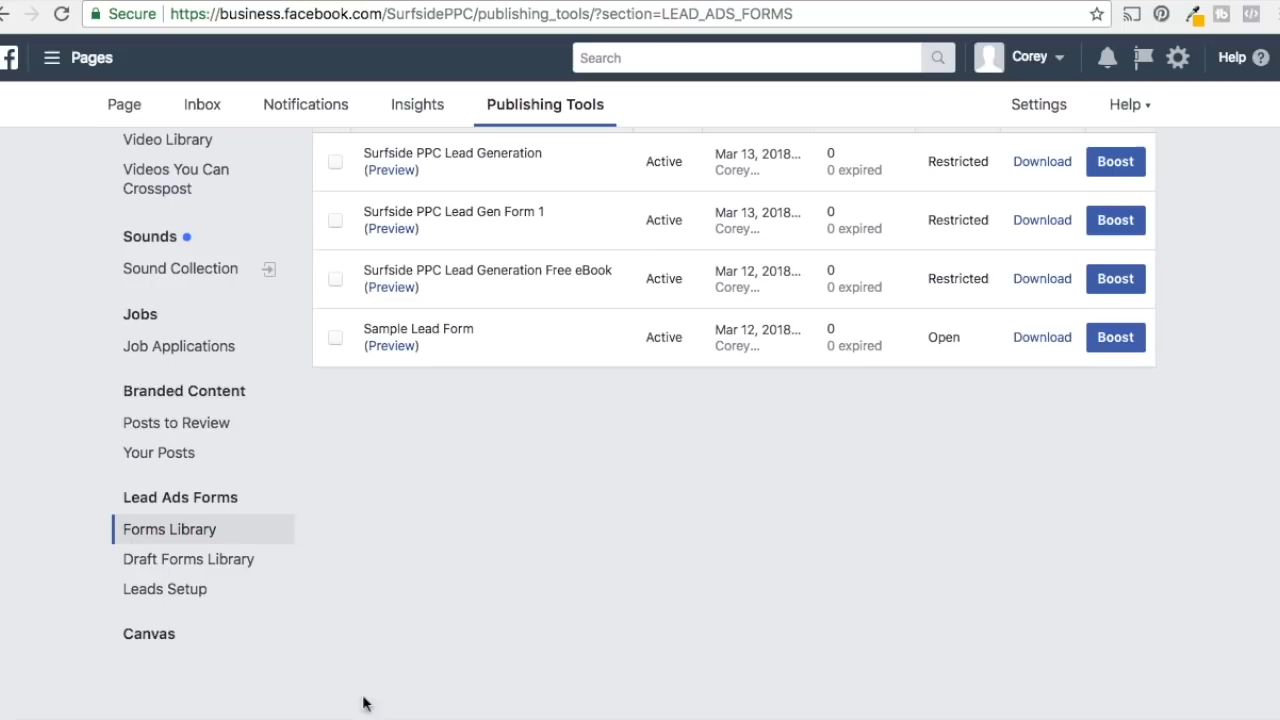 Secure https://business.facebook.com/SurfsidePPC/publishing_tools/?section=LEAD_ADS_FORMS
Pages Search Corey Help
Page Inbox Notifications Insights Publishing Tools Settings Help
Video Library
Videos You Can
Crosspost
Sounds
Sound Collection
Jobs
Job Applications
Branded Content
Posts to Review
Your Posts
Lead Ads Forms
Forms Library
Draft Forms Library
Leads Setup
Canvas
Surfside PPC Lead Generation Active Mar 13, 2018... 0 Restricted Download Boost
(Preview) Corey... 0 expired
Surfside PPC Lead Gen Form 1 Active Mar 13, 2018... 0 Restricted Download Boost
(Preview) Corey... 0 expired
Surfside PPC Lead Generation Free eBook Active Mar 12, 2018... 0 Restricted Download Boost
(Preview) Corey... 0 expired
Sample Lead Form Active Mar 12, 2018... 0 Open Download Boost
(Preview) Corey... 0 expired